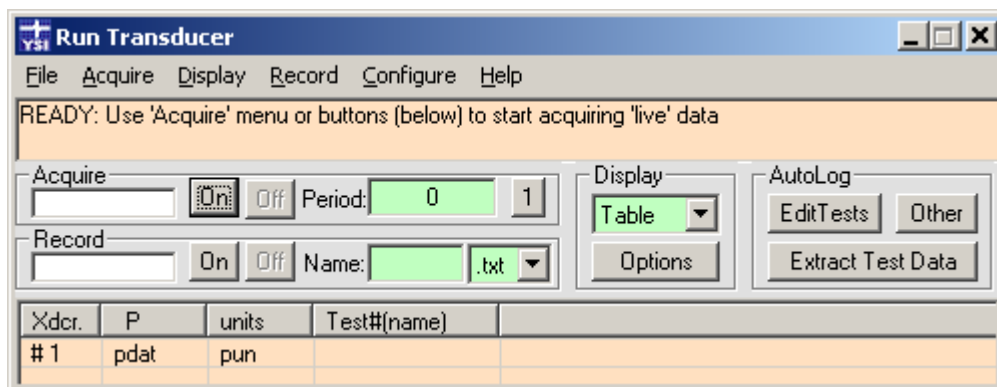 YSI Run Transducer
File Acquire Display Record Configure Help
READY: Use 'Acquire' menu or buttons (below) to start acquiring 'live' data
Acquire
On Off Period: 0 1
Record
On Off Name: .txt
Display
Table
Options
AutoLog
EditTests Other
Extract Test Data
Xdcr. P units Test#(name)
# 1 pdat pun